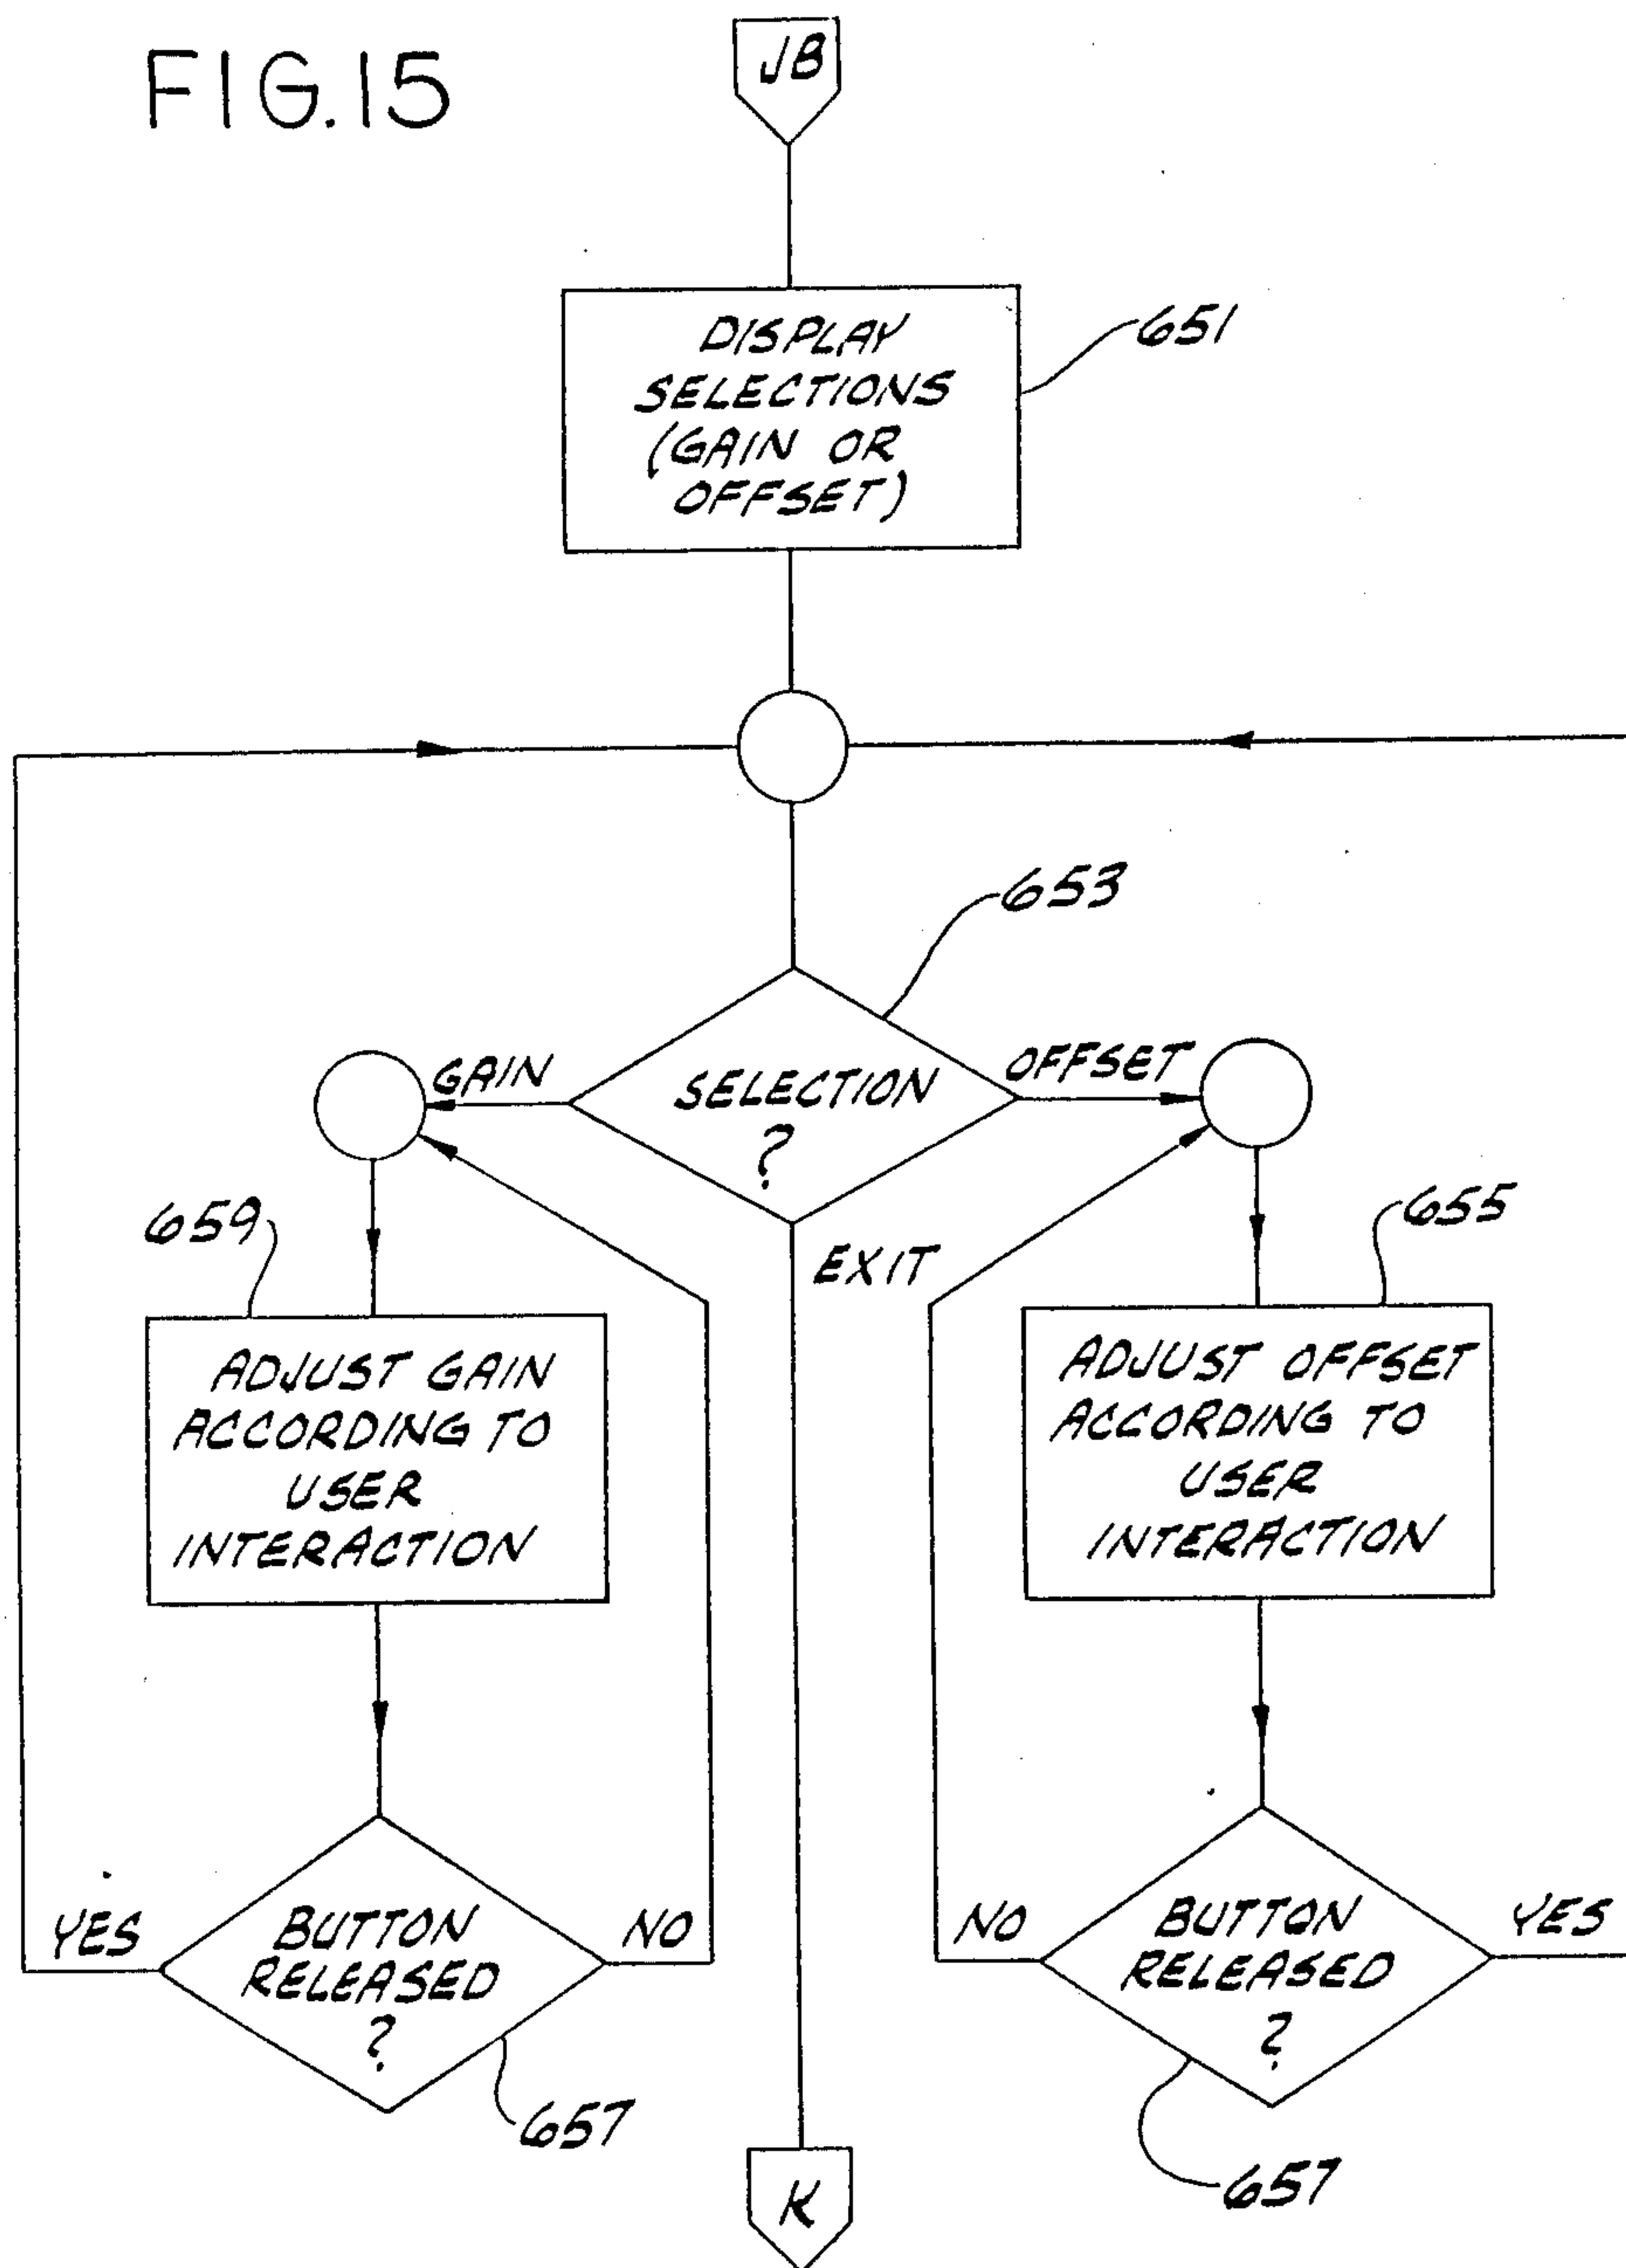 FIG.15
JB
DISPLAY
SELECTIONS
(GAIN OR
OFFSET)
651
653
GAIN
SELECTION
?
OFFSET
EXIT
659
655
ADJUST GAIN
ACCORDING TO
USER
INTERACTION
ADJUST OFFSET
ACCORDING TO
USER
INTERACTION
YES
BUTTON
RELEASED
?
NO
NO
BUTTON
RELEASED
?
YES
657
657
K